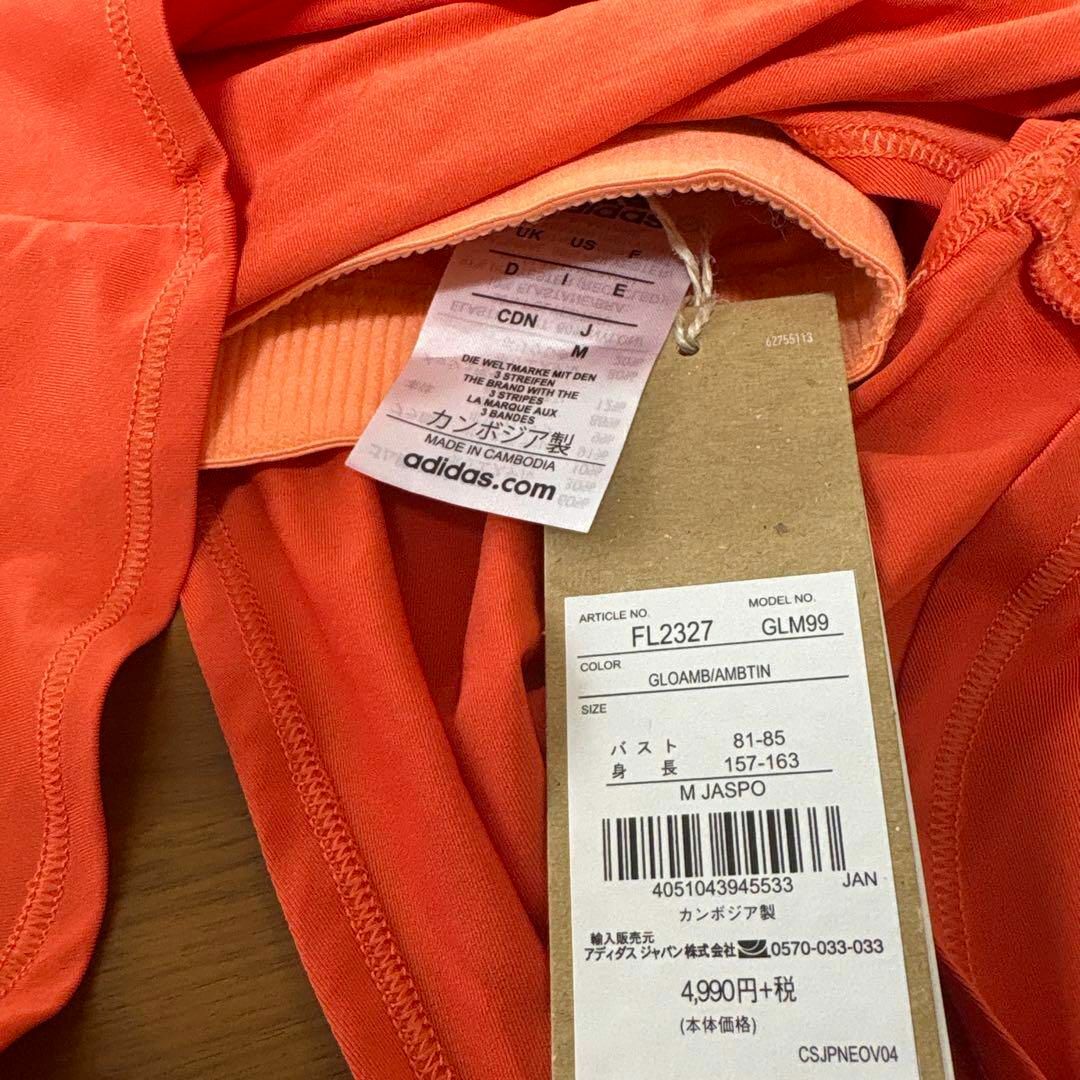 adidas
UK US F
D I E
CDN J
M
DIE WELTMARKE MIT DEN
3 STREIFEN
THE BRAND WITH THE
3 STRIPES
LA MARQUE AUX
3 BANDES
カンボジア製
MADE IN CAMBODIA
adidas.com
62755113
ARTICLE NO. MODEL NO.
FL2327 GLM99
COLOR
GLOAMB/AMBTIN
SIZE
バスト 81-85
身長 157-163
M JASPO
4051043945533 JAN
カンボジア製
輸入販売元
アディダス ジャパン株式会社 0570-033-033
4,990円+税
(本体価格)
CSJPNEOV04